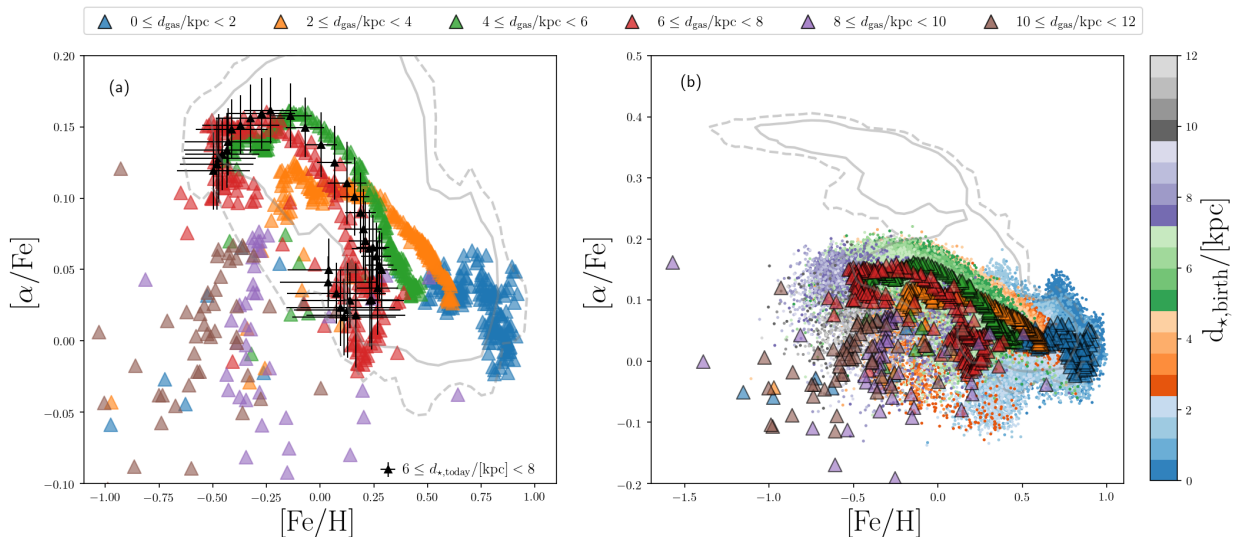 0 ≤ d_gas/kpc < 2 2 ≤ d_gas/kpc < 4 4 ≤ d_gas/kpc < 6 6 ≤ d_gas/kpc < 8 8 ≤ d_gas/kpc < 10 10 ≤ d_gas/kpc < 12
(a)
0.20
0.15
0.10
0.05
0.00
−0.05
−0.10
[α/Fe]
6 ≤ d_⋆,today/[kpc] < 8
−1.00 −0.75 −0.50 −0.25 0.00 0.25 0.50 0.75 1.00
[Fe/H]
(b)
0.5
0.4
0.3
0.2
0.1
0.0
−0.1
−0.2
[α/Fe]
−1.5 −1.0 −0.5 0.0 0.5 1.0
[Fe/H]
12
10
8
6
4
2
0
d_⋆,birth/[kpc]